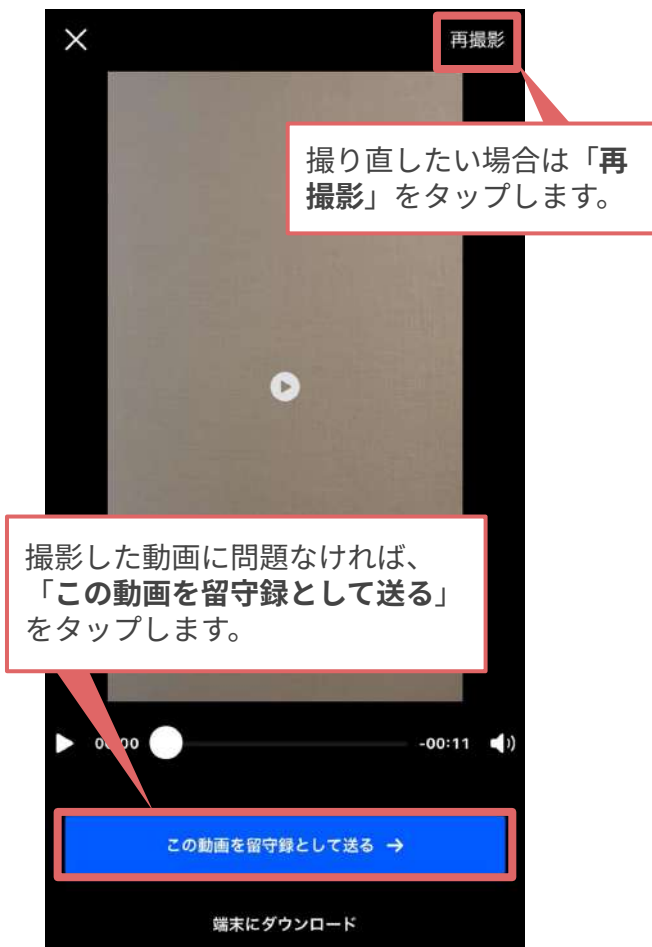 再撮影
撮り直したい場合は「再
撮影」をタップします。
撮影した動画に問題なければ、
「この動画を留守録として送る」
をタップします。
00:00
-00:11
この動画を留守録として送る →
端末にダウンロード